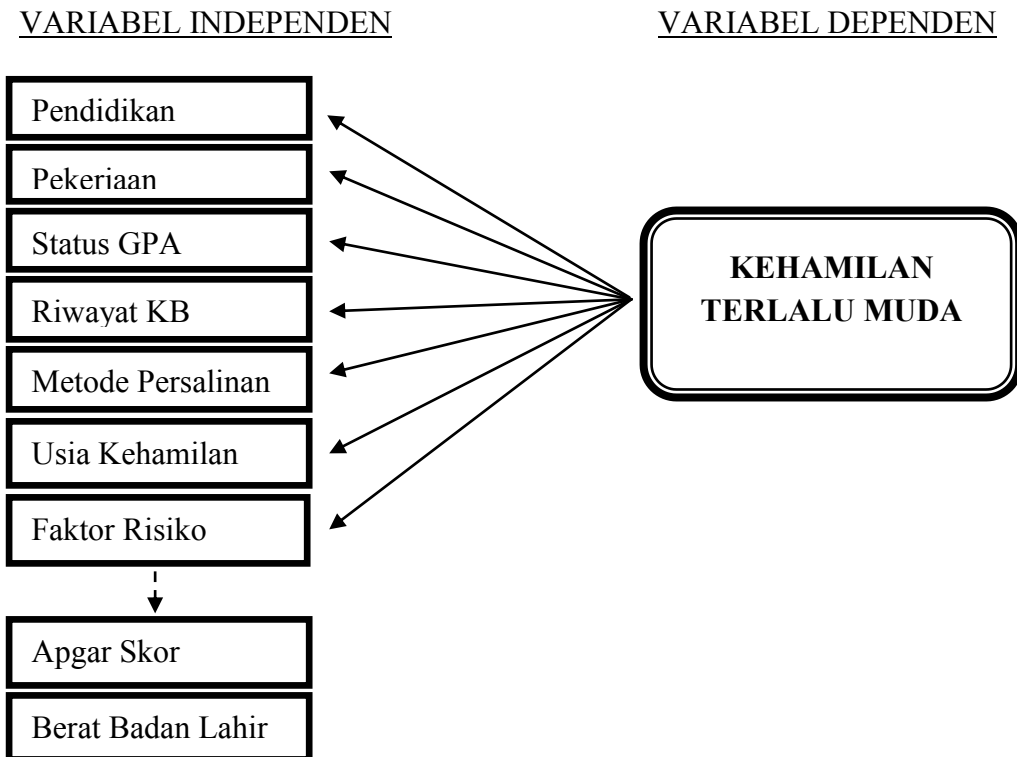 VARIABEL INDEPENDEN
VARIABEL DEPENDEN
Pendidikan
Pekerjaan
Status GPA
Riwayat KB
Metode Persalinan
Usia Kehamilan
Faktor Risiko
Apgar Skor
Berat Badan Lahir
KEHAMILAN
TERLALU MUDA